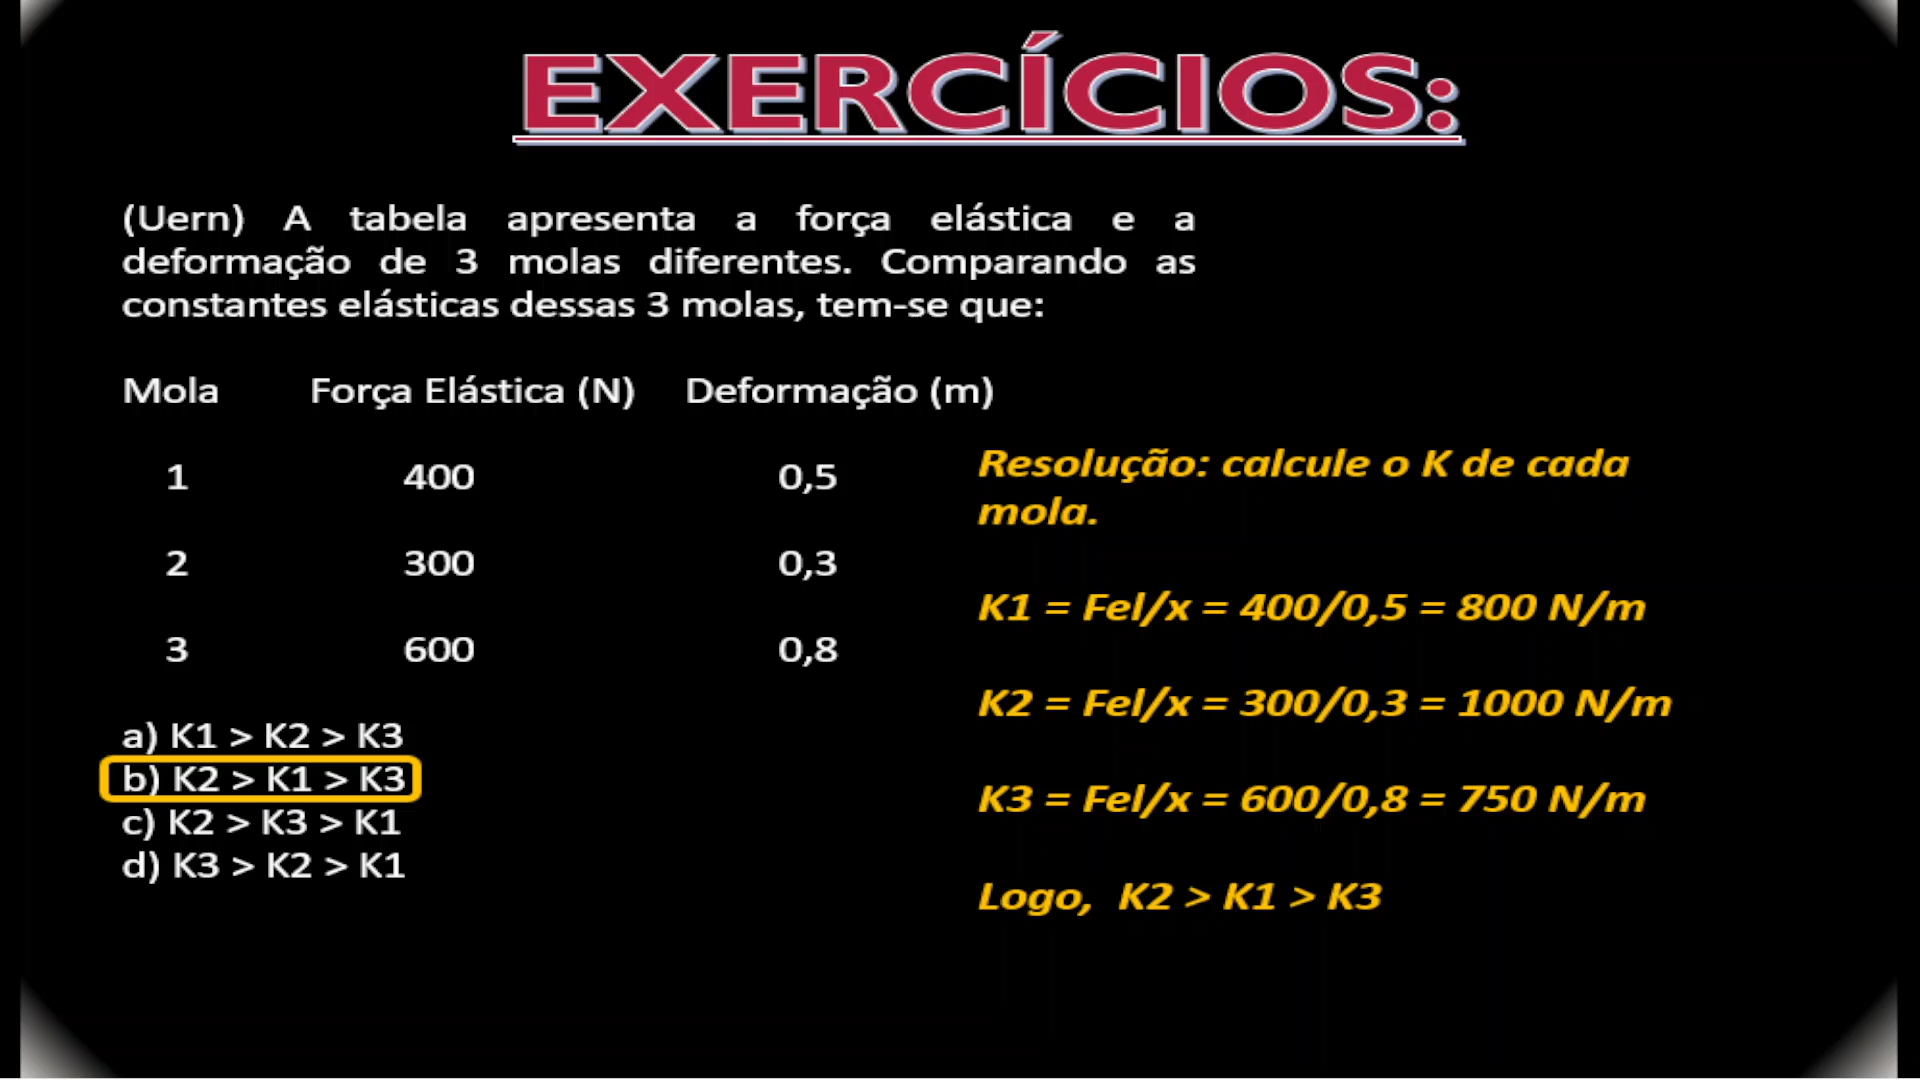 EXERCÍCIOS:
(Uern) A tabela apresenta a força elástica e a
deformação de 3 molas diferentes. Comparando as
constantes elásticas dessas 3 molas, tem-se que:
Mola Força Elástica (N) Deformação (m)
1 400 0,5
2 300 0,3
3 600 0,8
a) K1 > K2 > K3
b) K2 > K1 > K3
c) K2 > K3 > K1
d) K3 > K2 > K1
Resolução: calcule o K de cada
mola.
K1 = Fel/x = 400/0,5 = 800 N/m
K2 = Fel/x = 300/0,3 = 1000 N/m
K3 = Fel/x = 600/0,8 = 750 N/m
Logo, K2 > K1 > K3